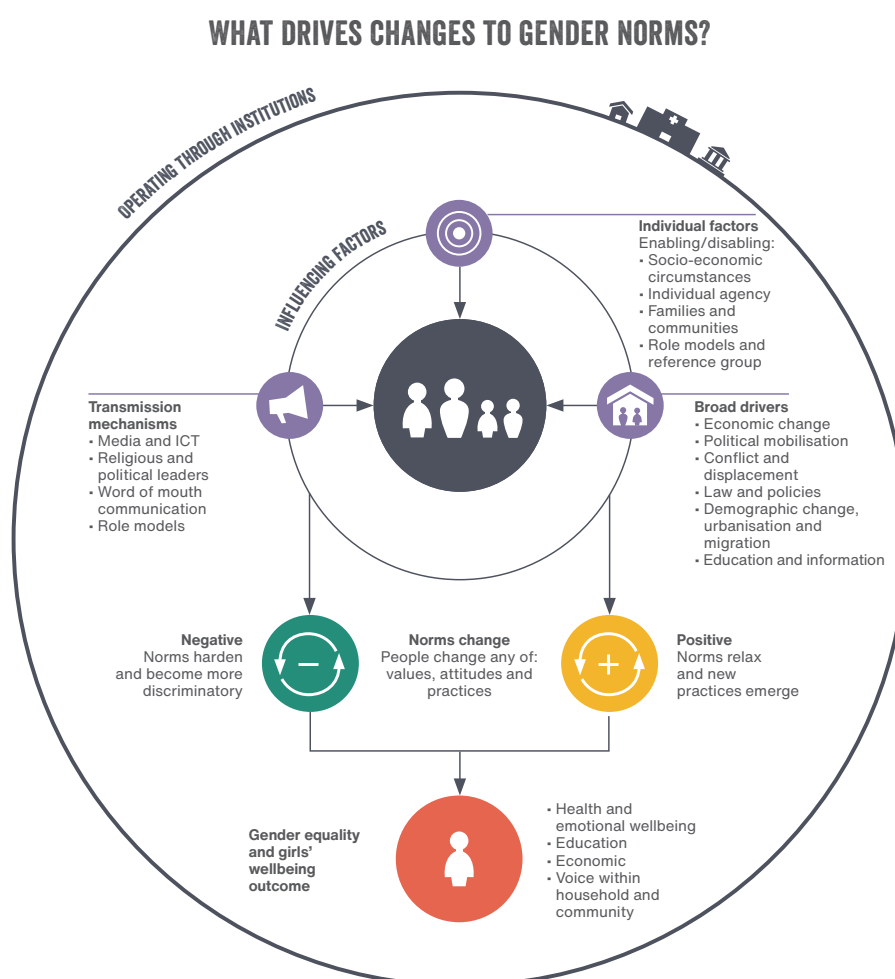 WHAT DRIVES CHANGES TO GENDER NORMS?
OPERATING THROUGH INSTITUTIONS
INFLUENCING FACTORS
Individual factors
Enabling/disabling:
▪ Socio-economic
circumstances
▪ Individual agency
▪ Families and
communities
▪ Role models and
reference group
Transmission
mechanisms
▪ Media and ICT
▪ Religious and
political leaders
▪ Word of mouth
communication
▪ Role models
Broad drivers
▪ Economic change
▪ Political mobilisation
▪ Conflict and
displacement
▪ Law and policies
▪ Demographic change,
urbanisation and
migration
▪ Education and information
Negative
Norms harden
and become more
discriminatory
Norms change
People change any of:
values, attitudes and
practices
Positive
Norms relax
and new
practices emerge
Gender equality
and girls’
wellbeing
outcome
▪ Health and
emotional wellbeing
▪ Education
▪ Economic
▪ Voice within
household and
community